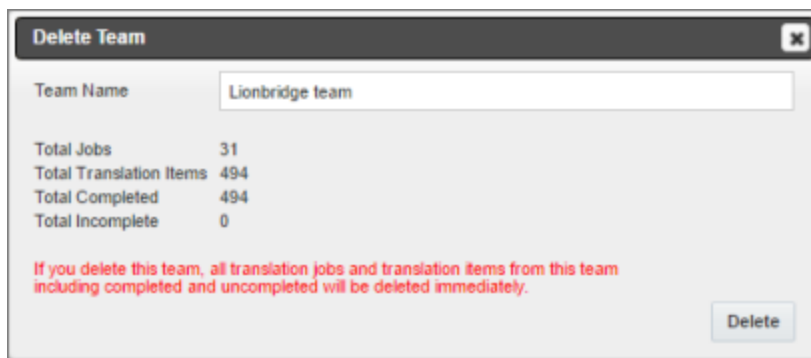 Delete Team
Team Name Lionbridge team
Total Jobs 31
Total Translation Items 494
Total Completed 494
Total Incomplete 0
If you delete this team, all translation jobs and translation items from this team
including completed and uncompleted will be deleted immediately.
Delete